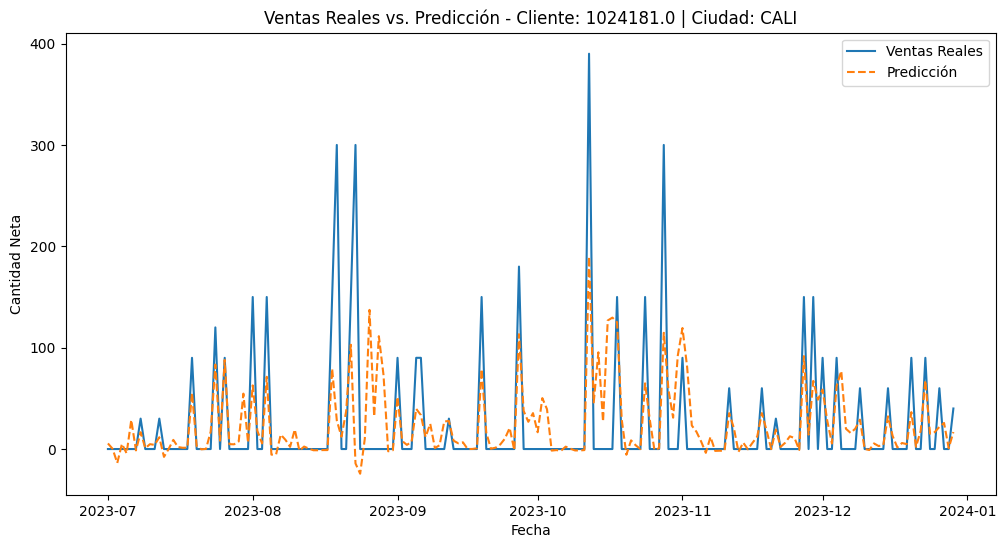 Ventas Reales vs. Predicción - Cliente: 1024181.0 | Ciudad: CALI
Ventas Reales
Predicción
Cantidad Neta
400
300
200
100
0
2023-07
2023-08
2023-09
2023-10
2023-11
2023-12
2024-01
Fecha